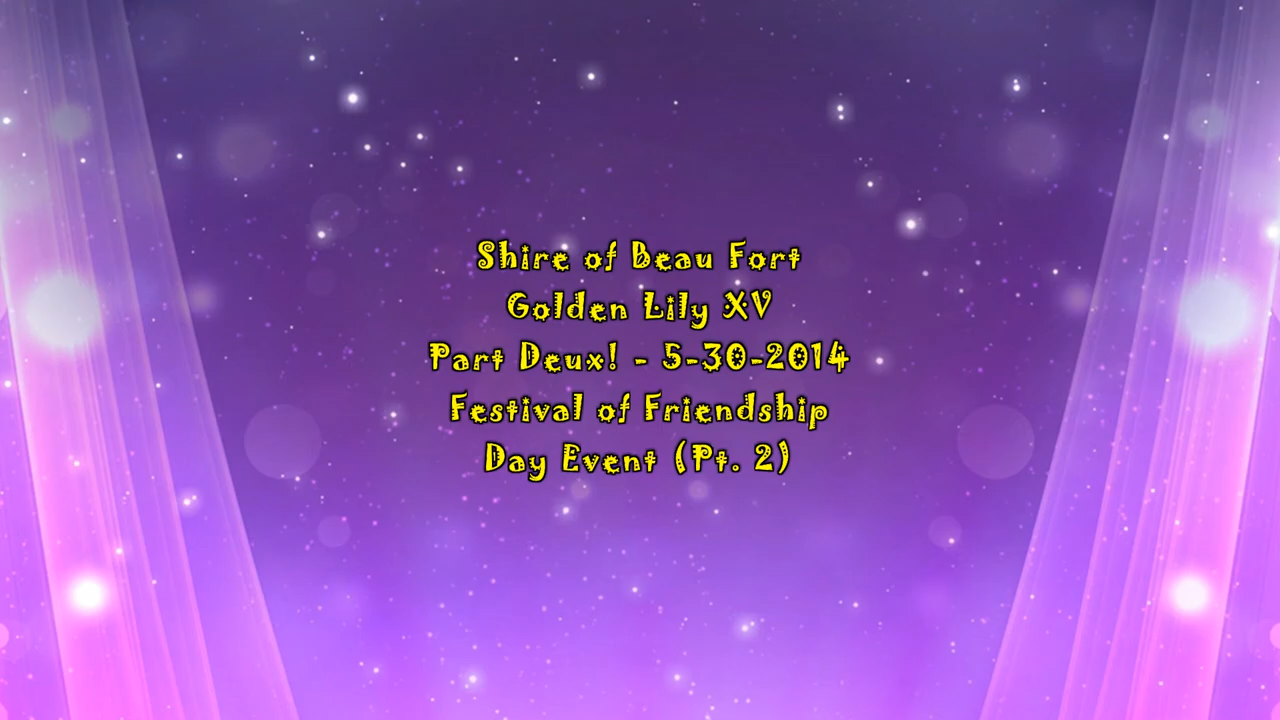 Shire of Beau Fort
Golden Lily XV
Part Deux! - 5-30-2014
Festival of Friendship
Day Event (Pt. 2)